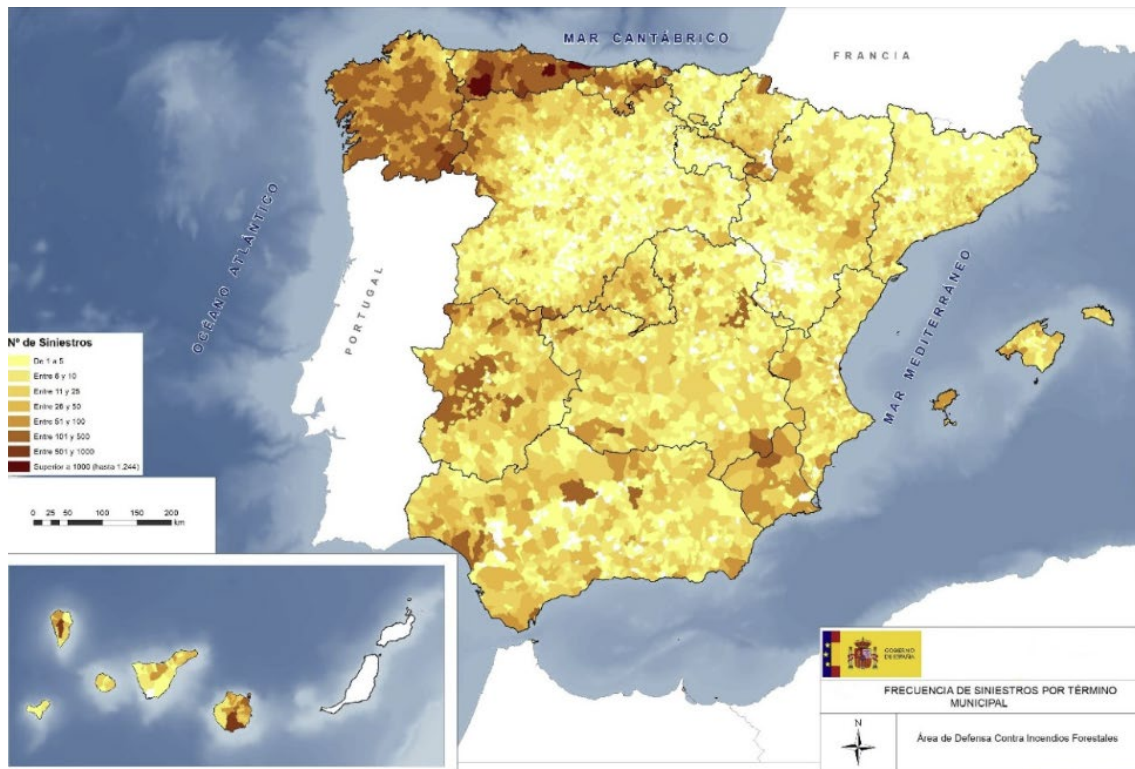 MAR CANTÁBRICO
FRANCIA
OCÉANO ATLÁNTICO
PORTUGAL
MAR MEDITERRÁNEO
Nº de Siniestros
De 1 a 5
Entre 6 y 10
Entre 11 y 25
Entre 26 y 50
Entre 51 y 100
Entre 101 y 500
Entre 501 y 1000
Superior a 1000 (hasta 1.244)
0 25 50 100 150 200
km
GOBIERNO
DE ESPAÑA
FRECUENCIA DE SINIESTROS POR TÉRMINO
MUNICIPAL
N
Área de Defensa Contra Incendios Forestales